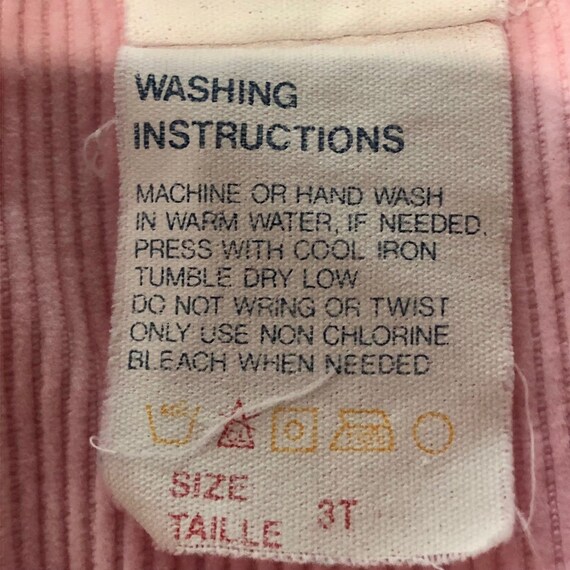 WASHING
INSTRUCTIONS
MACHINE OR HAND WASH
IN WARM WATER, IF NEEDED,
PRESS WITH COOL IRON
TUMBLE DRY LOW
DO NOT WRING OR TWIST
ONLY USE NON CHLORINE
BLEACH WHEN NEEDED
SIZE
TAILLE 3T